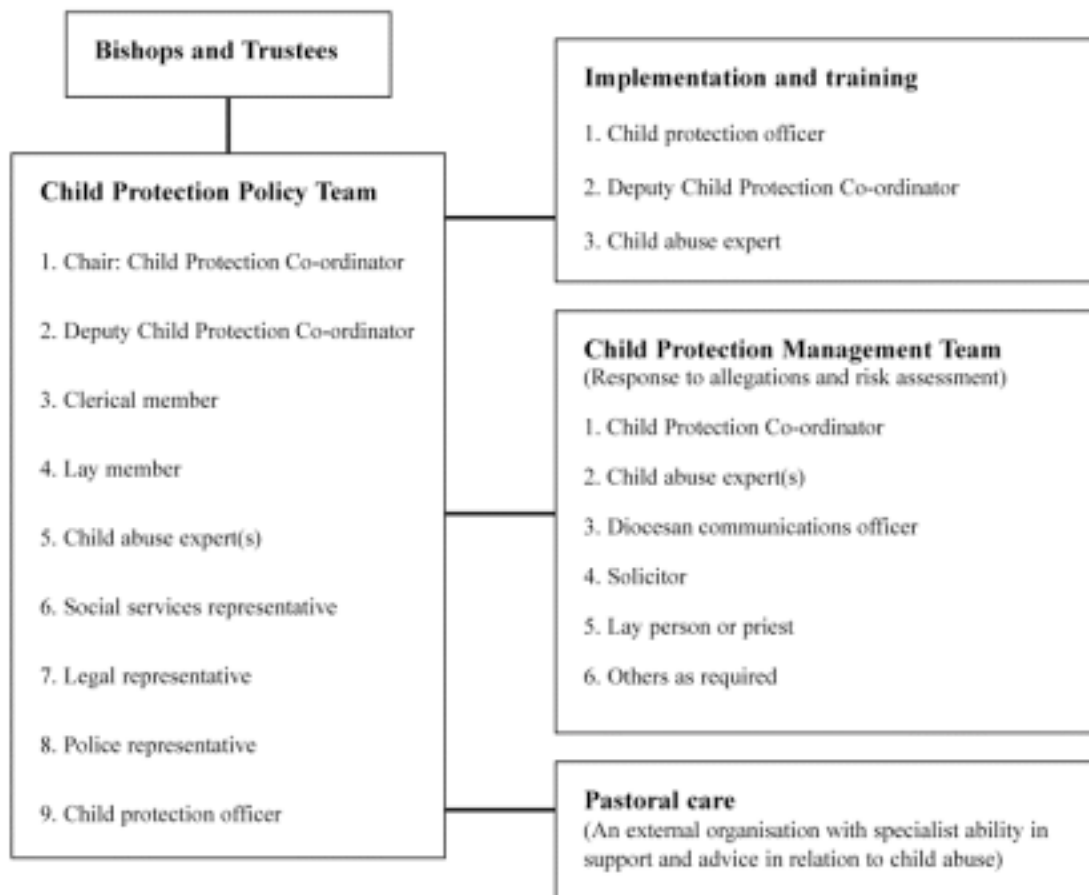 Bishops and Trustees
Child Protection Policy Team
1. Chair: Child Protection Co-ordinator
2. Deputy Child Protection Co-ordinator
3. Clerical member
4. Lay member
5. Child abuse expert(s)
6. Social services representative
7. Legal representative
8. Police representative
9. Child protection officer
Implementation and training
1. Child protection officer
2. Deputy Child Protection Co-ordinator
3. Child abuse expert
Child Protection Management Team
(Response to allegations and risk assessment)
1. Child Protection Co-ordinator
2. Child abuse expert(s)
3. Diocesan communications officer
4. Solicitor
5. Lay person or priest
6. Others as required
Pastoral care
(An external organisation with specialist ability in
support and advice in relation to child abuse)